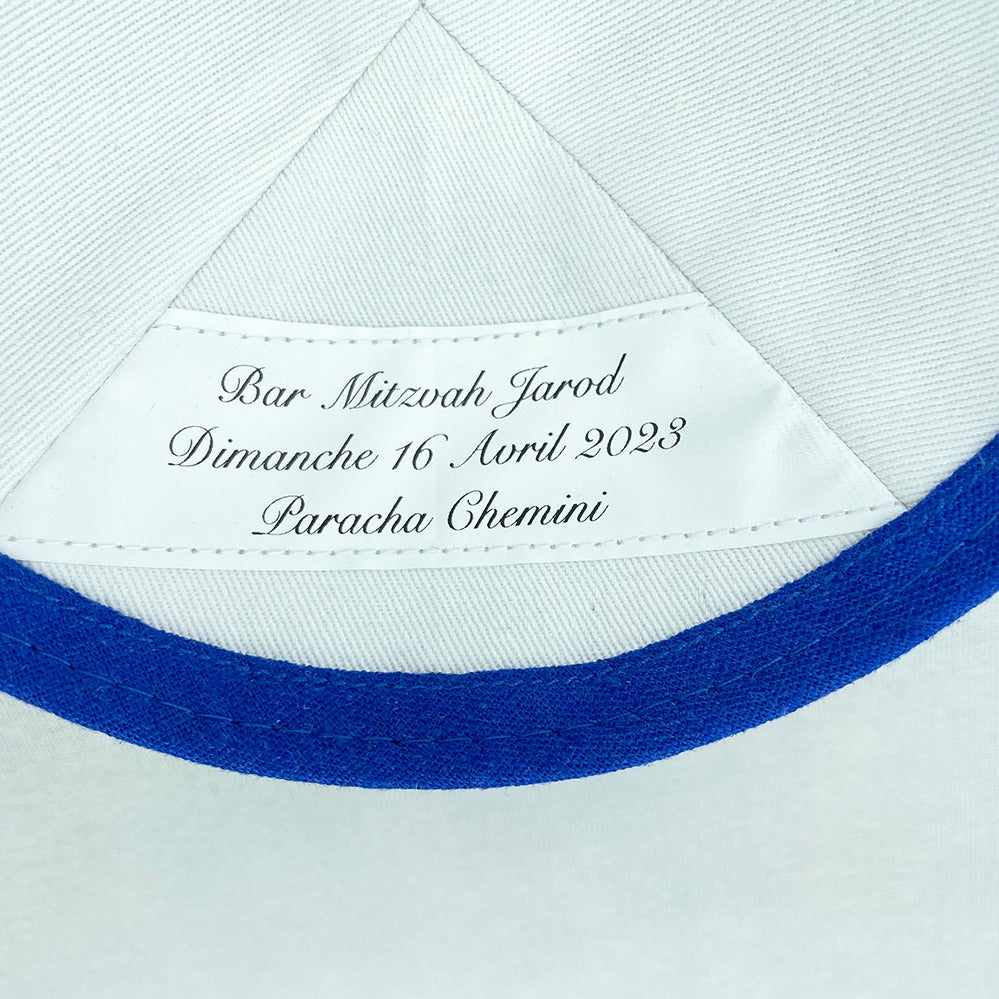 Bar Mitzvah Jarod
Dimanche 16 Avril 2023
Paracha Chemini